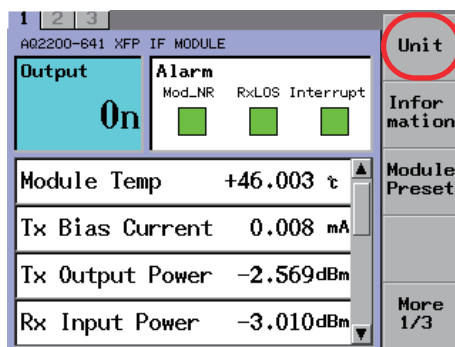 1 2 3
AQ2200-641 XFP IF MODULE
Output
On
Alarm
Mod_NR RxLOS Interrupt
Module Temp +46.003 ℃
Tx Bias Current 0.008 mA
Tx Output Power -2.569dBm
Rx Input Power -3.010dBm
Unit
Infor
mation
Module
Preset
More
1/3